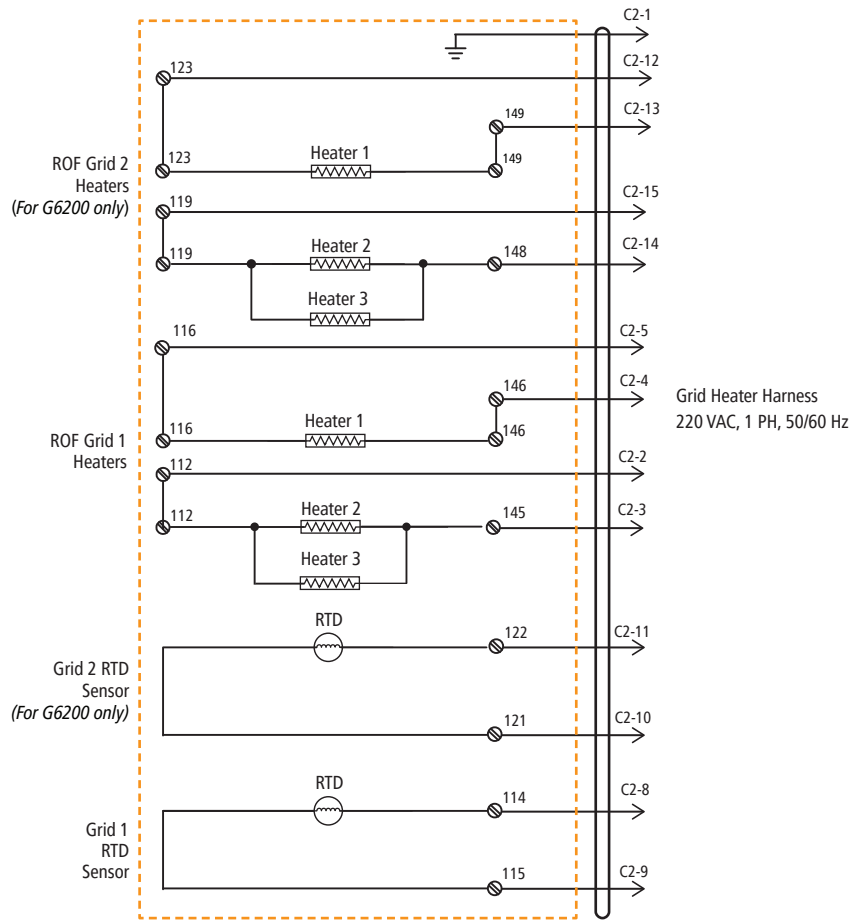 C2-1
123
C2-12
C2-13
149
Heater 1
123
149
ROF Grid 2
Heaters
(For G6200 only)
119
C2-15
119
Heater 2
148
C2-14
Heater 3
116
C2-5
146
C2-4
Grid Heater Harness
220 VAC, 1 PH, 50/60 Hz
116
Heater 1
146
ROF Grid 1
Heaters
112
C2-2
112
Heater 2
145
C2-3
Heater 3
RTD
122
C2-11
Grid 2 RTD
Sensor
(For G6200 only)
121
C2-10
RTD
114
C2-8
Grid 1
RTD
Sensor
115
C2-9